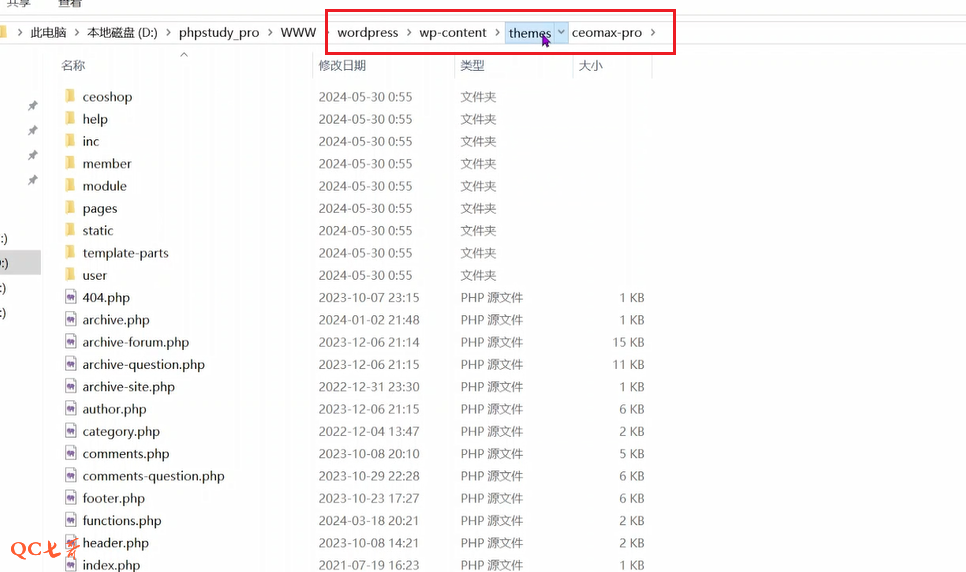 共享 查看
此电脑 > 本地磁盘 (D:) > phpstudy_pro > WWW > wordpress > wp-content > themes > ceomax-pro >
名称 修改日期 类型 大小
ceoshop 2024-05-30 0:55 文件夹
help 2024-05-30 0:55 文件夹
inc 2024-05-30 0:55 文件夹
member 2024-05-30 0:55 文件夹
module 2024-05-30 0:55 文件夹
pages 2024-05-30 0:55 文件夹
static 2024-05-30 0:55 文件夹
:)
template-parts 2024-05-30 0:55 文件夹
:)
user 2024-05-30 0:55 文件夹
:)
404.php 2023-10-07 23:15 PHP 源文件 1 KB
:)
archive.php 2024-01-02 21:48 PHP 源文件 1 KB
archive-forum.php 2023-12-06 21:14 PHP 源文件 15 KB
archive-question.php 2023-12-06 21:15 PHP 源文件 11 KB
archive-site.php 2022-12-31 23:30 PHP 源文件 1 KB
author.php 2023-12-06 21:15 PHP 源文件 6 KB
category.php 2022-12-04 13:47 PHP 源文件 2 KB
comments.php 2023-10-08 20:10 PHP 源文件 5 KB
comments-question.php 2023-10-29 22:28 PHP 源文件 6 KB
footer.php 2023-10-23 17:27 PHP 源文件 6 KB
functions.php 2024-03-18 20:21 PHP 源文件 2 KB
header.php 2023-10-08 14:21 PHP 源文件 2 KB
QC七奇
index.php 2021-07-19 16:23 PHP 源文件 1 KB